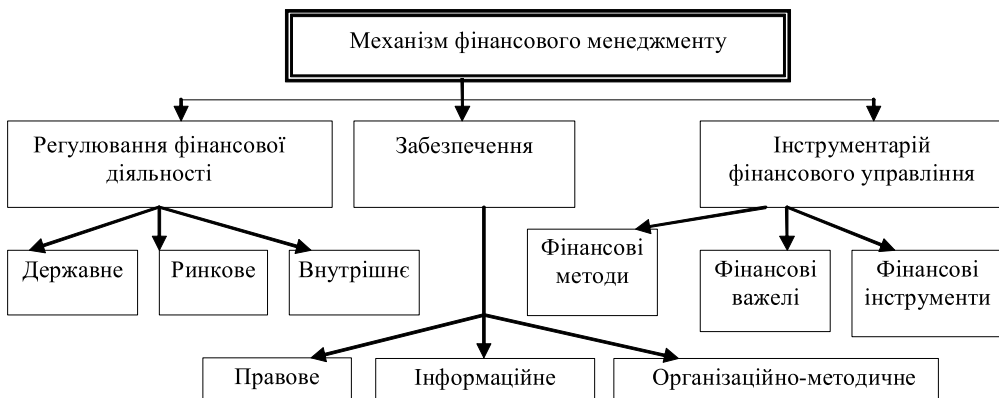 Механізм фінансового менеджменту
Регулювання фінансової
діяльності
Забезпечення
Інструментарій
фінансового управління
Державне
Ринкове
Внутрішнє
Фінансові
методи
Фінансові
важелі
Фінансові
інструменти
Правове
Інформаційне
Організаційно-методичне